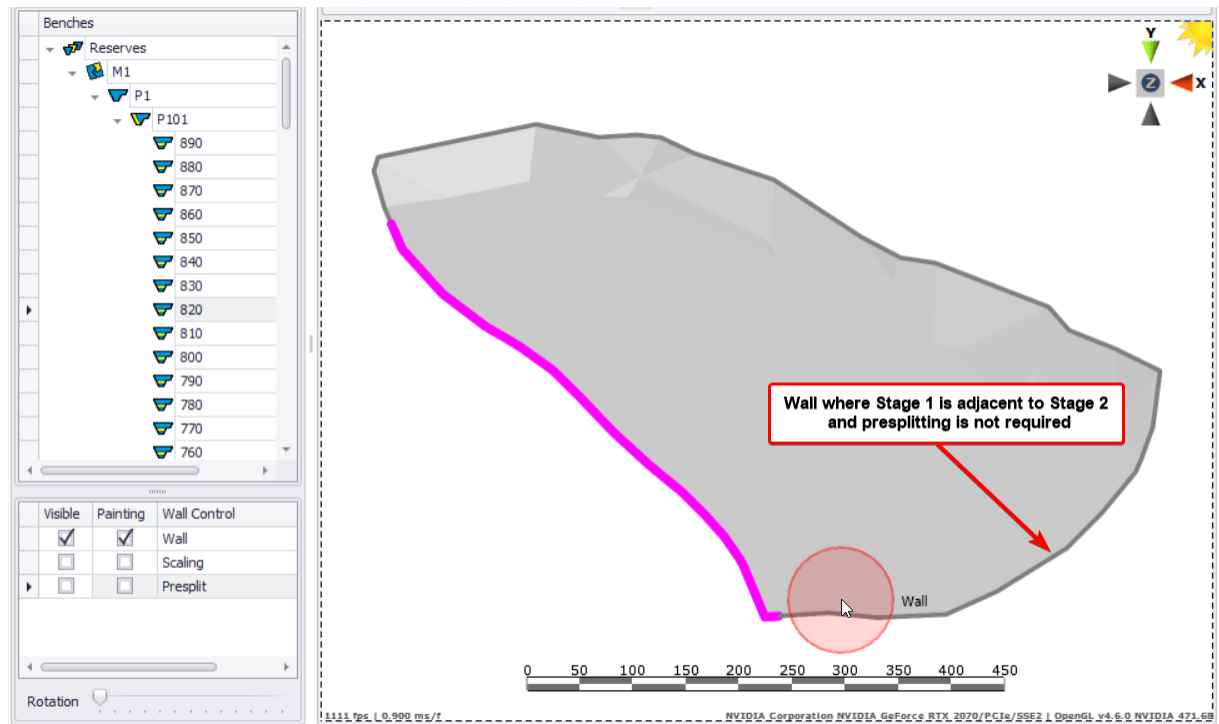 Benches
Reserves
M1
P1
P101
890
880
870
860
850
840
830
820
810
800
790
780
770
760
Visible Painting Wall Control
Wall
Scaling
Presplit
Rotation
Y
Z
X
Wall where Stage 1 is adjacent to Stage 2
and presplitting is not required
Wall
0 50 100 150 200 250 300 350 400 450
1111 fps | 0.900 ms/f
NVIDIA Corporation NVIDIA GeForce RTX 2070/PCIe/SSE2 | OpenGL v4.6.0 NVIDIA 471.68